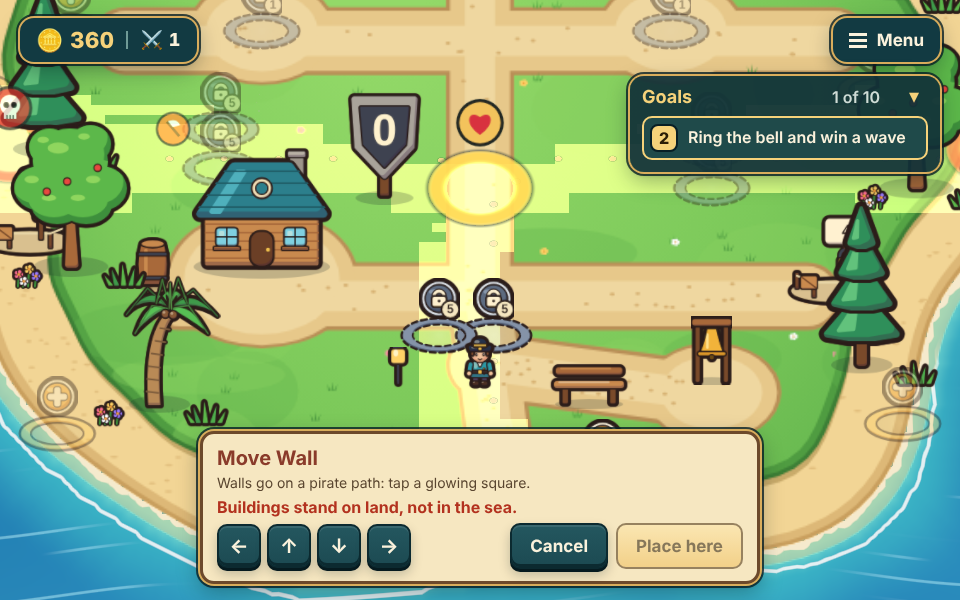 360 | 1
Menu
1
1
5
5
0
Goals
1 of 10
2 Ring the bell and win a wave
5
5
Move Wall
Walls go on a pirate path: tap a glowing square.
Buildings stand on land, not in the sea.
← ↑ ↓ →
Cancel
Place here